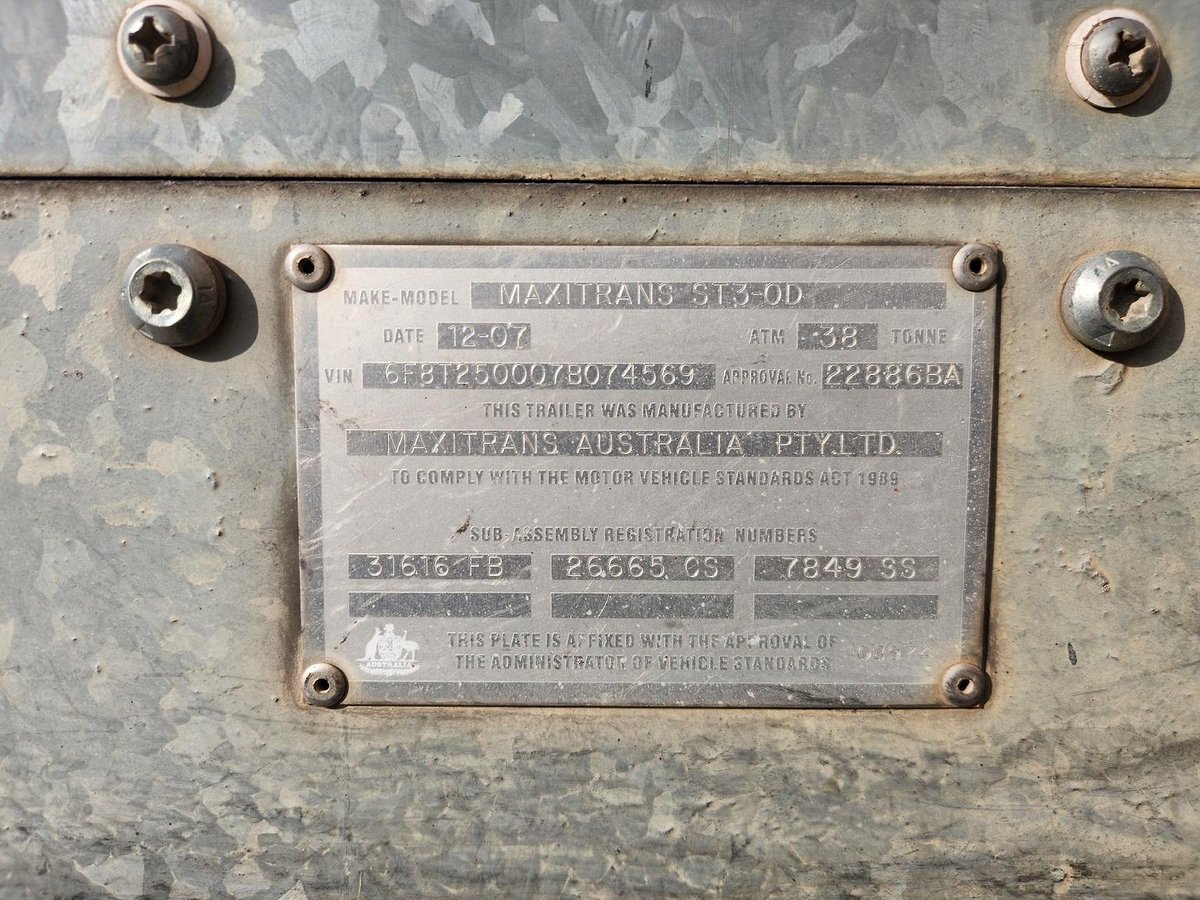 MAKE-MODEL MAXITRANS ST3-OD
DATE 12-07 ATM 38 TONNE
VIN 6F8T250007B074569 APPROVAL No. 22886BA
THIS TRAILER WAS MANUFACTURED BY
MAXITRANS AUSTRALIA PTY.LTD.
TO COMPLY WITH THE MOTOR VEHICLE STANDARDS ACT 1989
SUB-ASSEMBLY REGISTRATION NUMBERS
31616 FB 26665 CS 7849 SS
THIS PLATE IS AFFIXED WITH THE APPROVAL OF
THE ADMINISTRATOR OF VEHICLE STANDARDS
AUSTRALIA